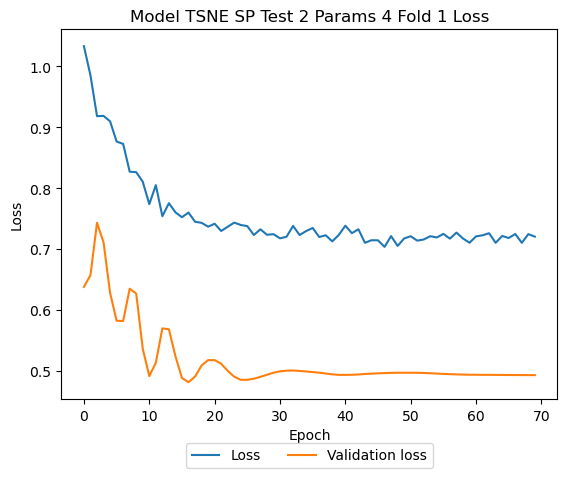 Model TSNE SP Test 2 Params 4 Fold 1 Loss
1.0
0.9
0.8
0.7
0.6
0.5
Loss
0 10 20 30 40 50 60 70
Epoch
Loss Validation loss